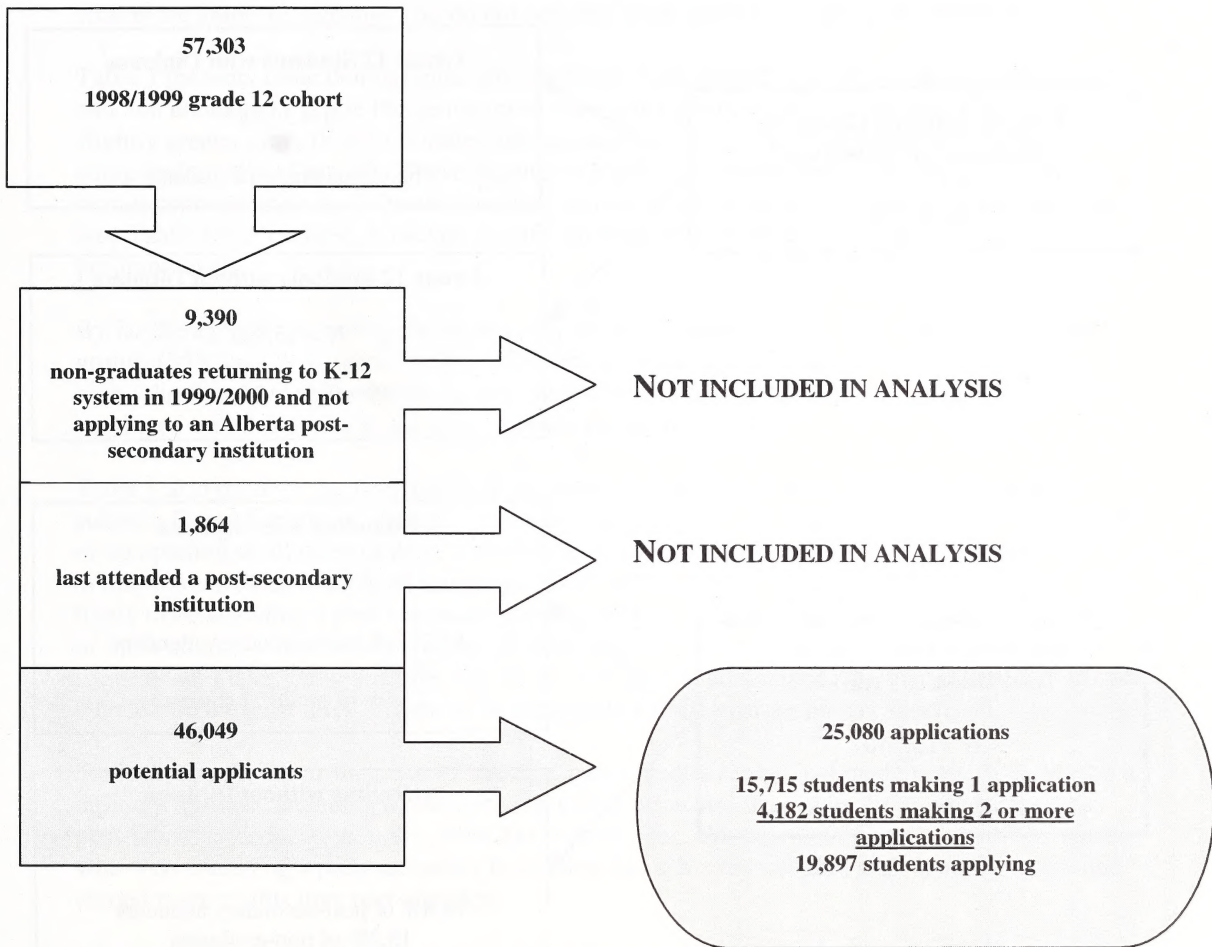 57,303
1998/1999 grade 12 cohort
9,390
non-graduates returning to K-12
system in 1999/2000 and not
applying to an Alberta post-
secondary institution
NOT INCLUDED IN ANALYSIS
1,864
last attended a post-secondary
institution
NOT INCLUDED IN ANALYSIS
46,049
potential applicants
25,080 applications
15,715 students making 1 application
4,182 students making 2 or more
applications
19,897 students applying